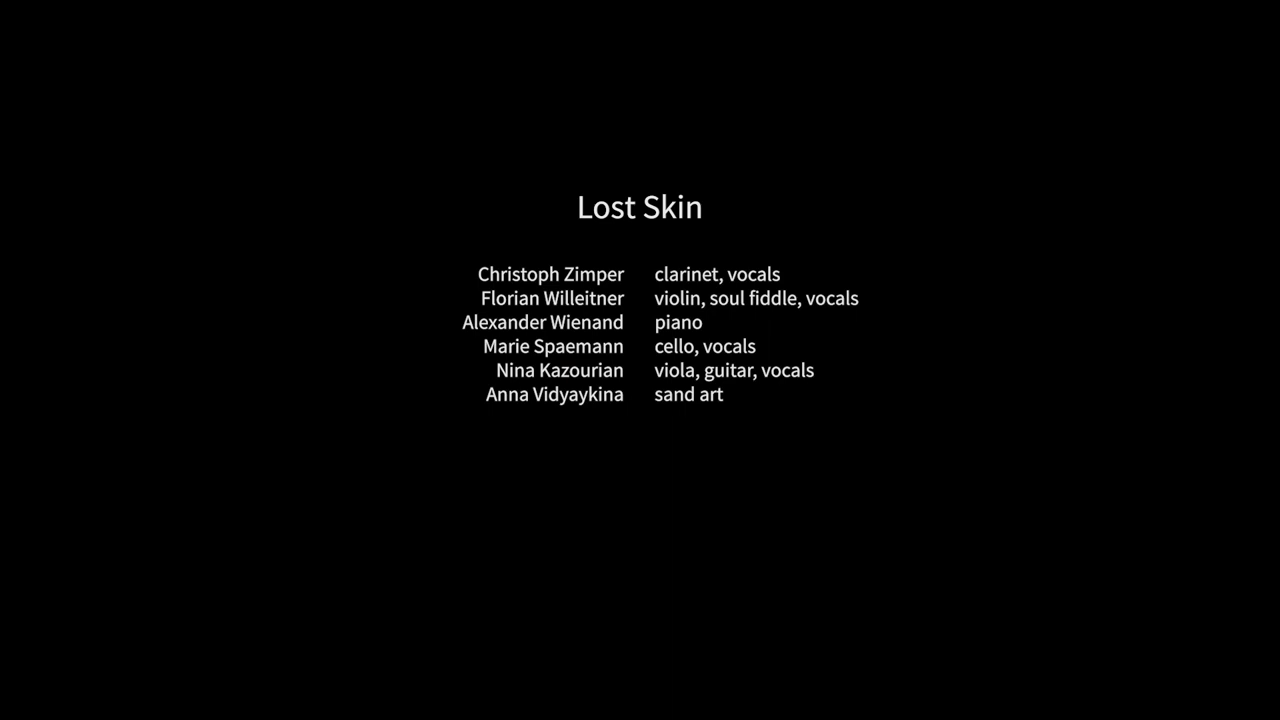 Lost Skin
Christoph Zimper clarinet, vocals
Florian Willeitner violin, soul fiddle, vocals
Alexander Wienand piano
Marie Spaemann cello, vocals
Nina Kazourian viola, guitar, vocals
Anna Vidyaykina sand art